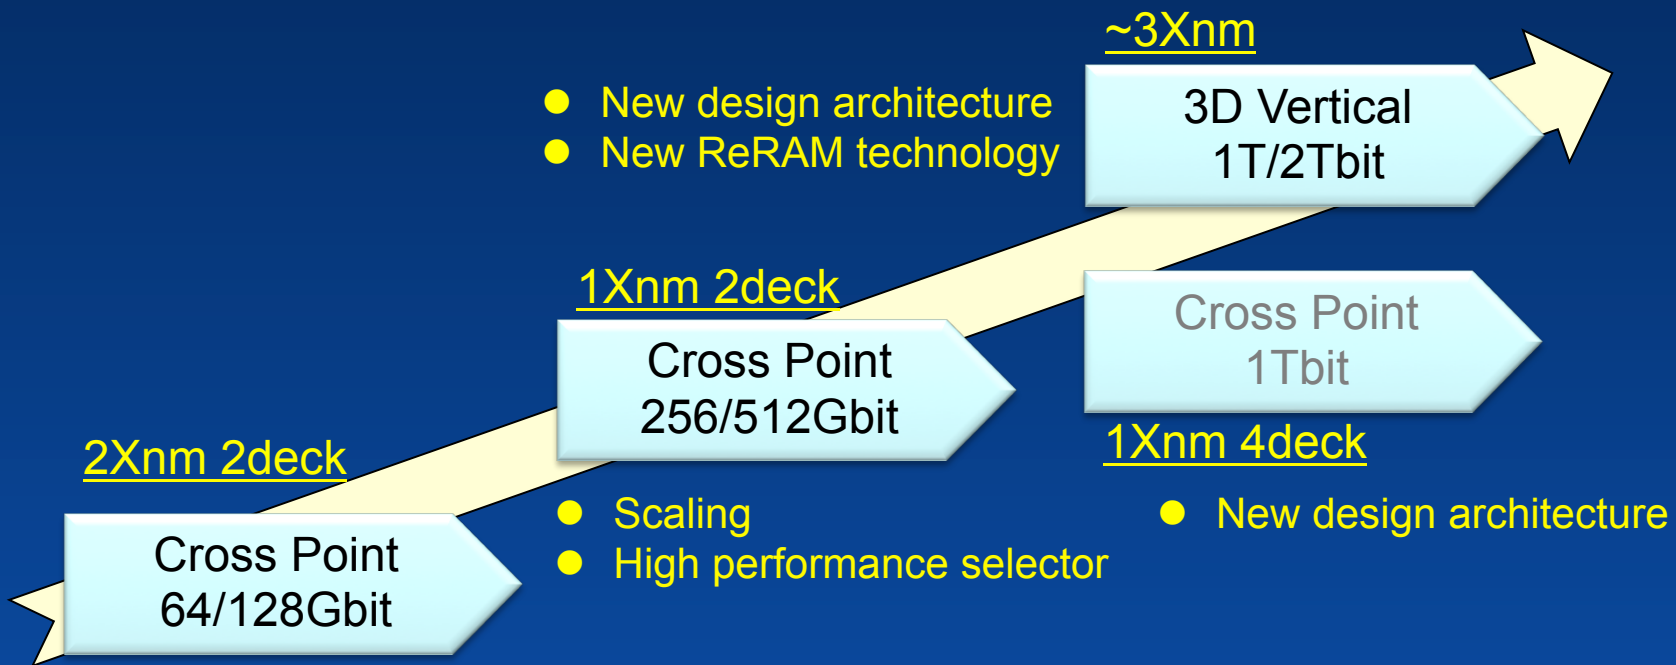 ~3Xnm
3D Vertical
1T/2Tbit
New design architecture
New ReRAM technology
1Xnm 2deck
Cross Point
256/512Gbit
Scaling
High performance selector
Cross Point
1Tbit
1Xnm 4deck
New design architecture
2Xnm 2deck
Cross Point
64/128Gbit